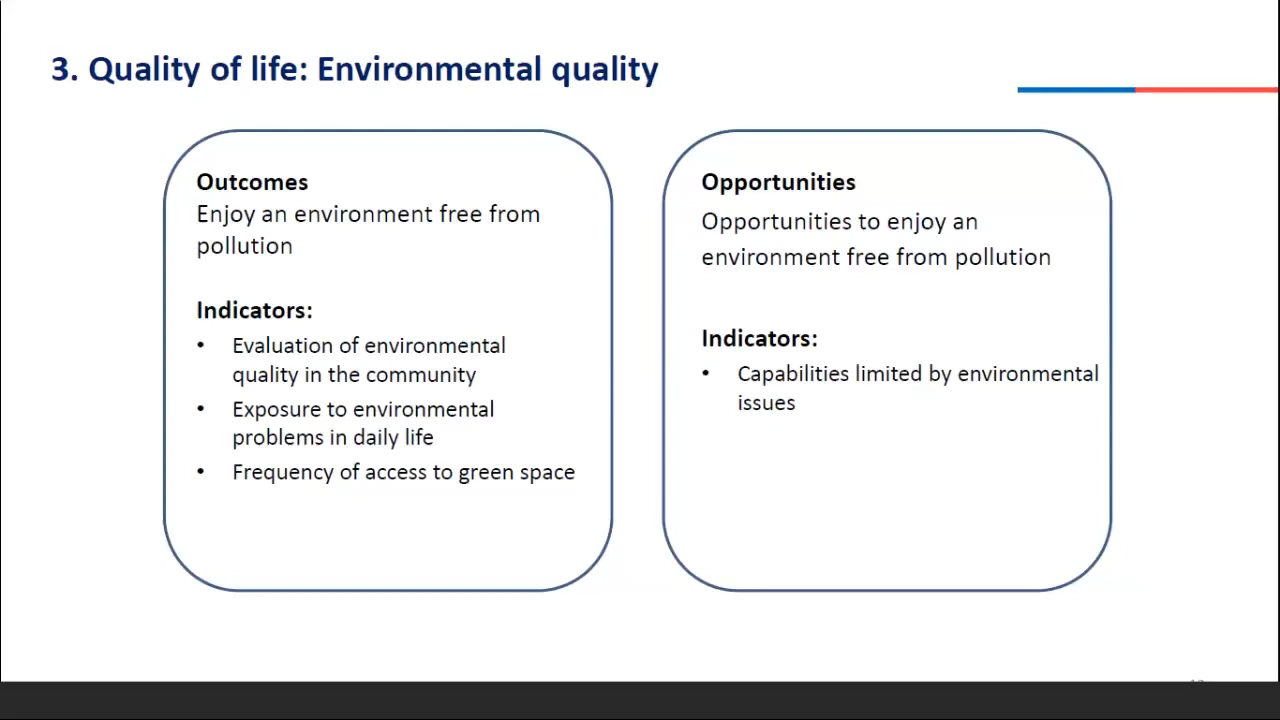 3. Quality of life: Environmental quality
Outcomes
Enjoy an environment free from
pollution
Indicators:
• Evaluation of environmental
quality in the community
• Exposure to environmental
problems in daily life
• Frequency of access to green space
Opportunities
Opportunities to enjoy an
environment free from pollution
Indicators:
• Capabilities limited by environmental
issues